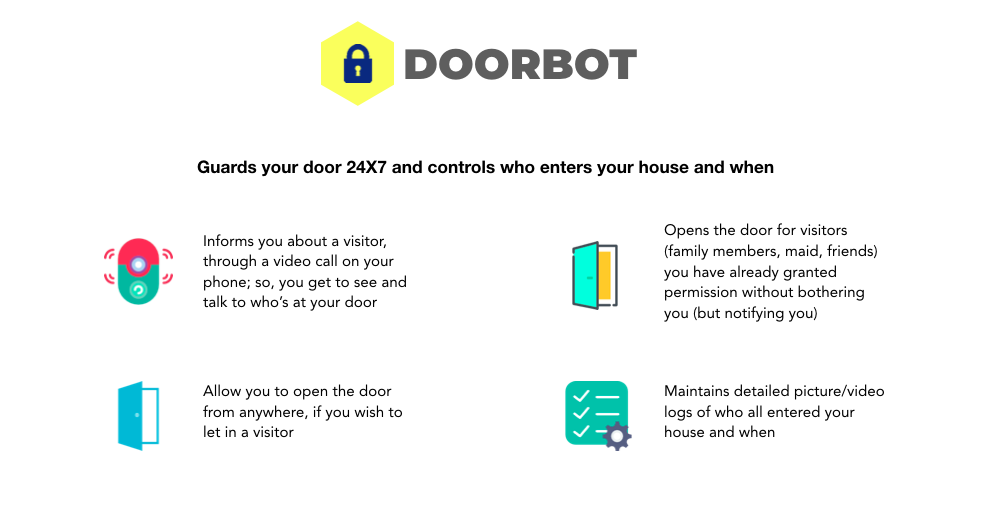 DOORBOT
Guards your door 24X7 and controls who enters your house and when
Informs you about a visitor,
through a video call on your
phone; so, you get to see and
talk to who’s at your door
Opens the door for visitors
(family members, maid, friends)
you have already granted
permission without bothering
you (but notifying you)
Allow you to open the door
from anywhere, if you wish to
let in a visitor
Maintains detailed picture/video
logs of who all entered your
house and when